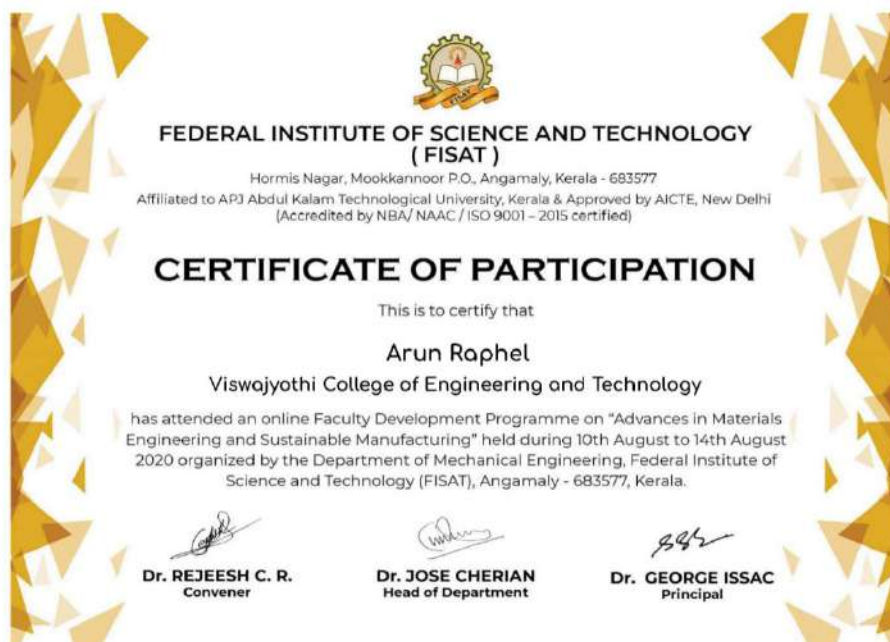 FISAT
FEDERAL INSTITUTE OF SCIENCE AND TECHNOLOGY
( FISAT )
Hormis Nagar, Mookkannoor P.O., Angamaly, Kerala - 683577
Affiliated to APJ Abdul Kalam Technological University, Kerala & Approved by AICTE, New Delhi
(Accredited by NBA/ NAAC / ISO 9001 – 2015 certified)
CERTIFICATE OF PARTICIPATION
This is to certify that
Arun Raphel
Viswajyothi College of Engineering and Technology
has attended an online Faculty Development Programme on "Advances in Materials
Engineering and Sustainable Manufacturing" held during 10th August to 14th August
2020 organized by the Department of Mechanical Engineering, Federal Institute of
Science and Technology (FISAT), Angamaly - 683577, Kerala.
Dr. REJEESH C. R.
Convener
Dr. JOSE CHERIAN
Head of Department
Dr. GEORGE ISSAC
Principal